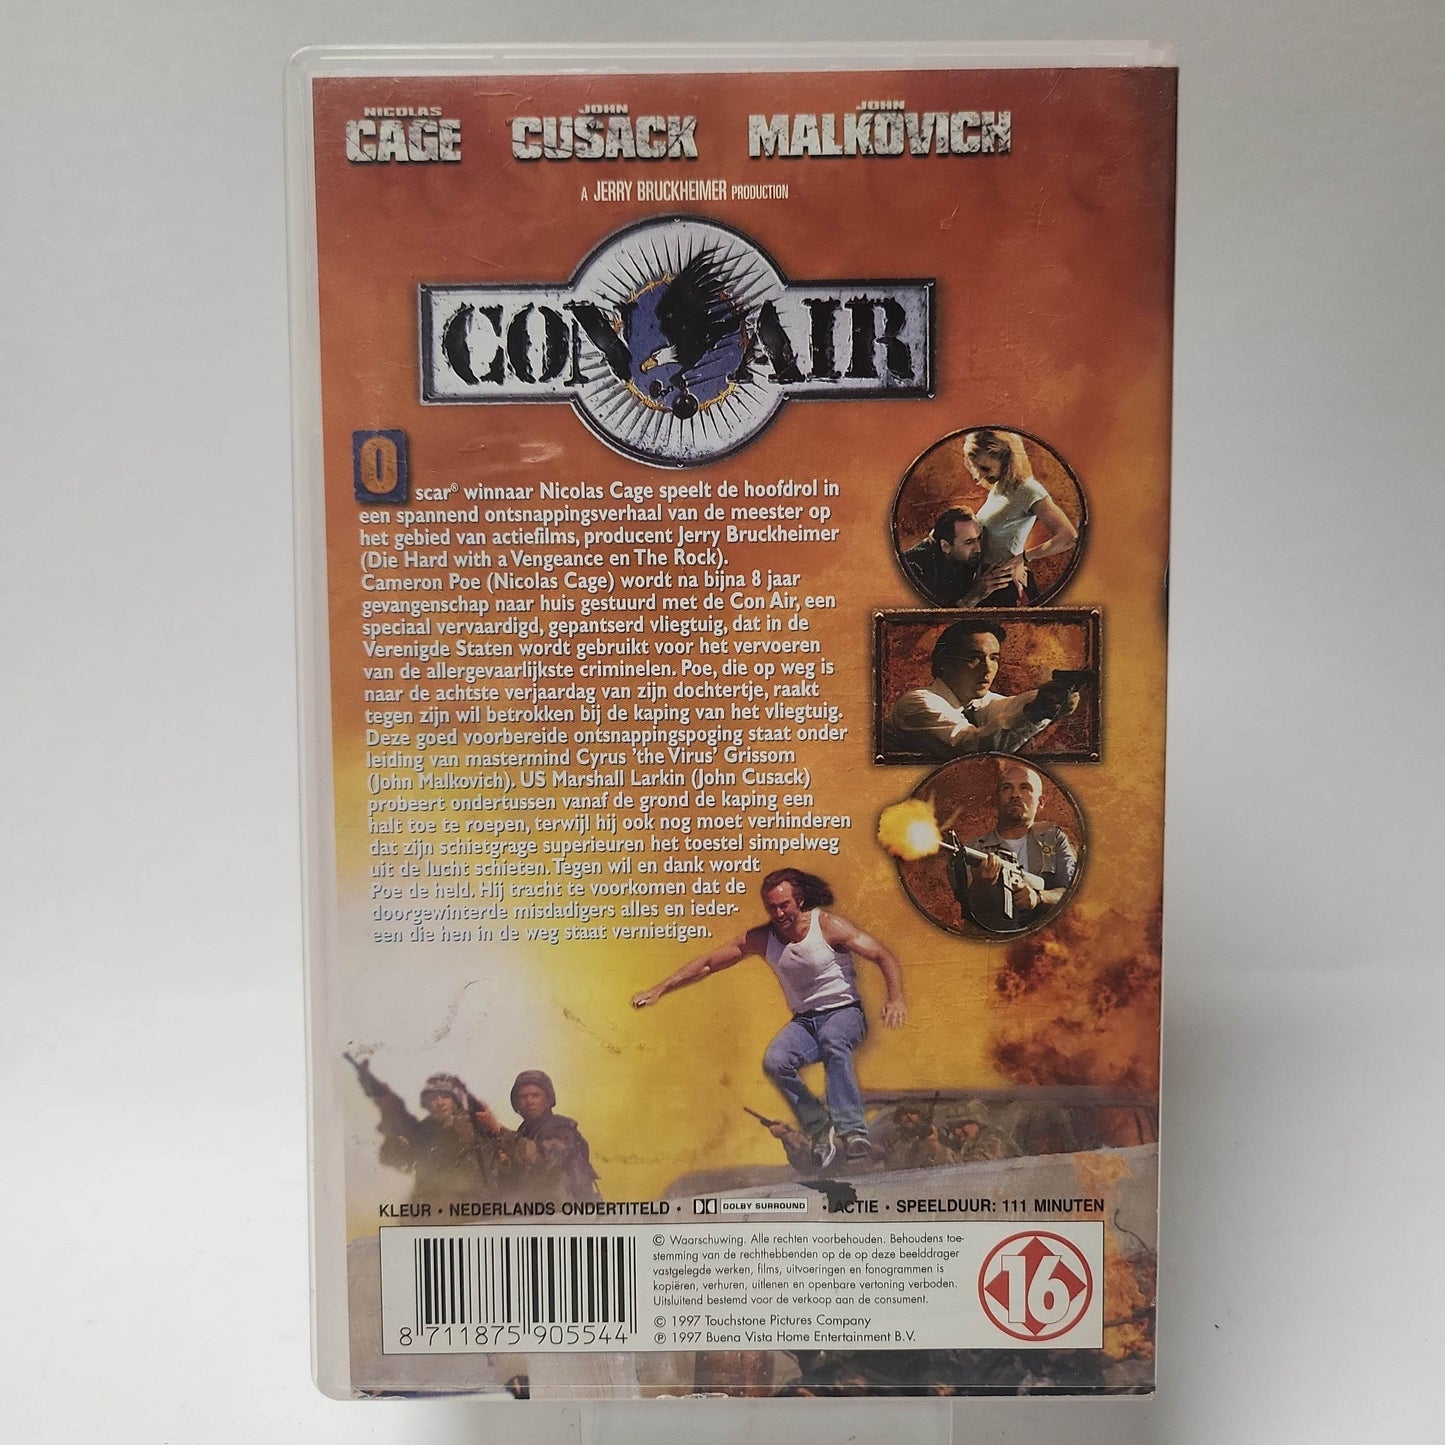 NICOLAS CAGE JOHN CUSACK JOHN MALKOVICH
A JERRY BRUCKHEIMER PRODUCTION
CON AIR
Oscar® winnaar Nicolas Cage speelt de hoofdrol in
een spannend ontsnappingsverhaal van de meester op
het gebied van actiefilms, producent Jerry Bruckheimer
(Die Hard with a Vengeance en The Rock).
Cameron Poe (Nicolas Cage) wordt na bijna 8 jaar
gevangenschap naar huis gestuurd met de Con Air, een
speciaal vervaardigd, gepantserd vliegtuig, dat in de
Verenigde Staten wordt gebruikt voor het vervoeren
van de allergevaarlijkste criminelen. Poe, die op weg is
naar de achtste verjaardag van zijn dochtertje, raakt
tegen zijn wil betrokken bij de kaping van het vliegtuig.
Deze goed voorbereide ontsnappingspoging staat onder
leiding van mastermind Cyrus 'the Virus' Grissom
(John Malkovich). US Marshall Larkin (John Cusack)
probeert ondertussen vanaf de grond de kaping een
halt toe te roepen, terwijl hij ook nog moet verhinderen
dat zijn schietgrage superieuren het toestel simpelweg
uit de lucht schieten. Tegen wil en dank wordt
Poe de held. Hij tracht te voorkomen dat de
doorgewinterde misdadigers alles en ieder-
een die hen in de weg staat vernietigen.
KLEUR • NEDERLANDS ONDERTITELD • DOLBY SURROUND • ACTIE • SPEELDUUR: 111 MINUTEN
© Waarschuwing. Alle rechten voorbehouden. Behoudens toe-
stemming van de rechthebbenden op de op deze beelddrager
vastgelegde werken, films, uitvoeringen en fonogrammen is
kopiëren, verhuren, uitlenen en openbare vertoning verboden.
Uitsluitend bestemd voor de verkoop aan de consument.
© 1997 Touchstone Pictures Company
℗ 1997 Buena Vista Home Entertainment B.V.
8 711875 905544
16